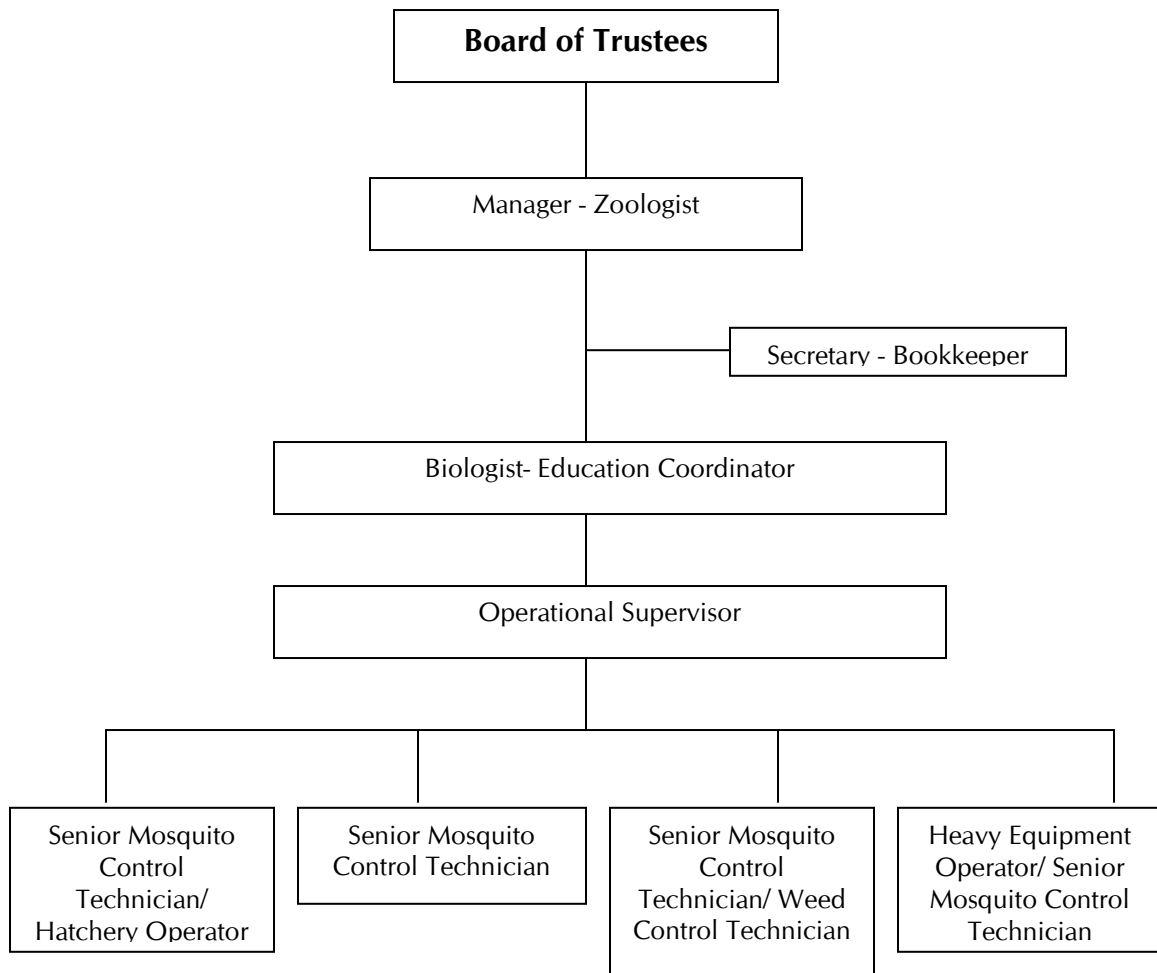 Board of Trustees
Manager - Zoologist
Secretary - Bookkeeper
Biologist- Education Coordinator
Operational Supervisor
Senior Mosquito
Control
Technician/
Hatchery Operator
Senior Mosquito
Control Technician
Senior Mosquito
Control
Technician/ Weed
Control Technician
Heavy Equipment
Operator/ Senior
Mosquito Control
Technician